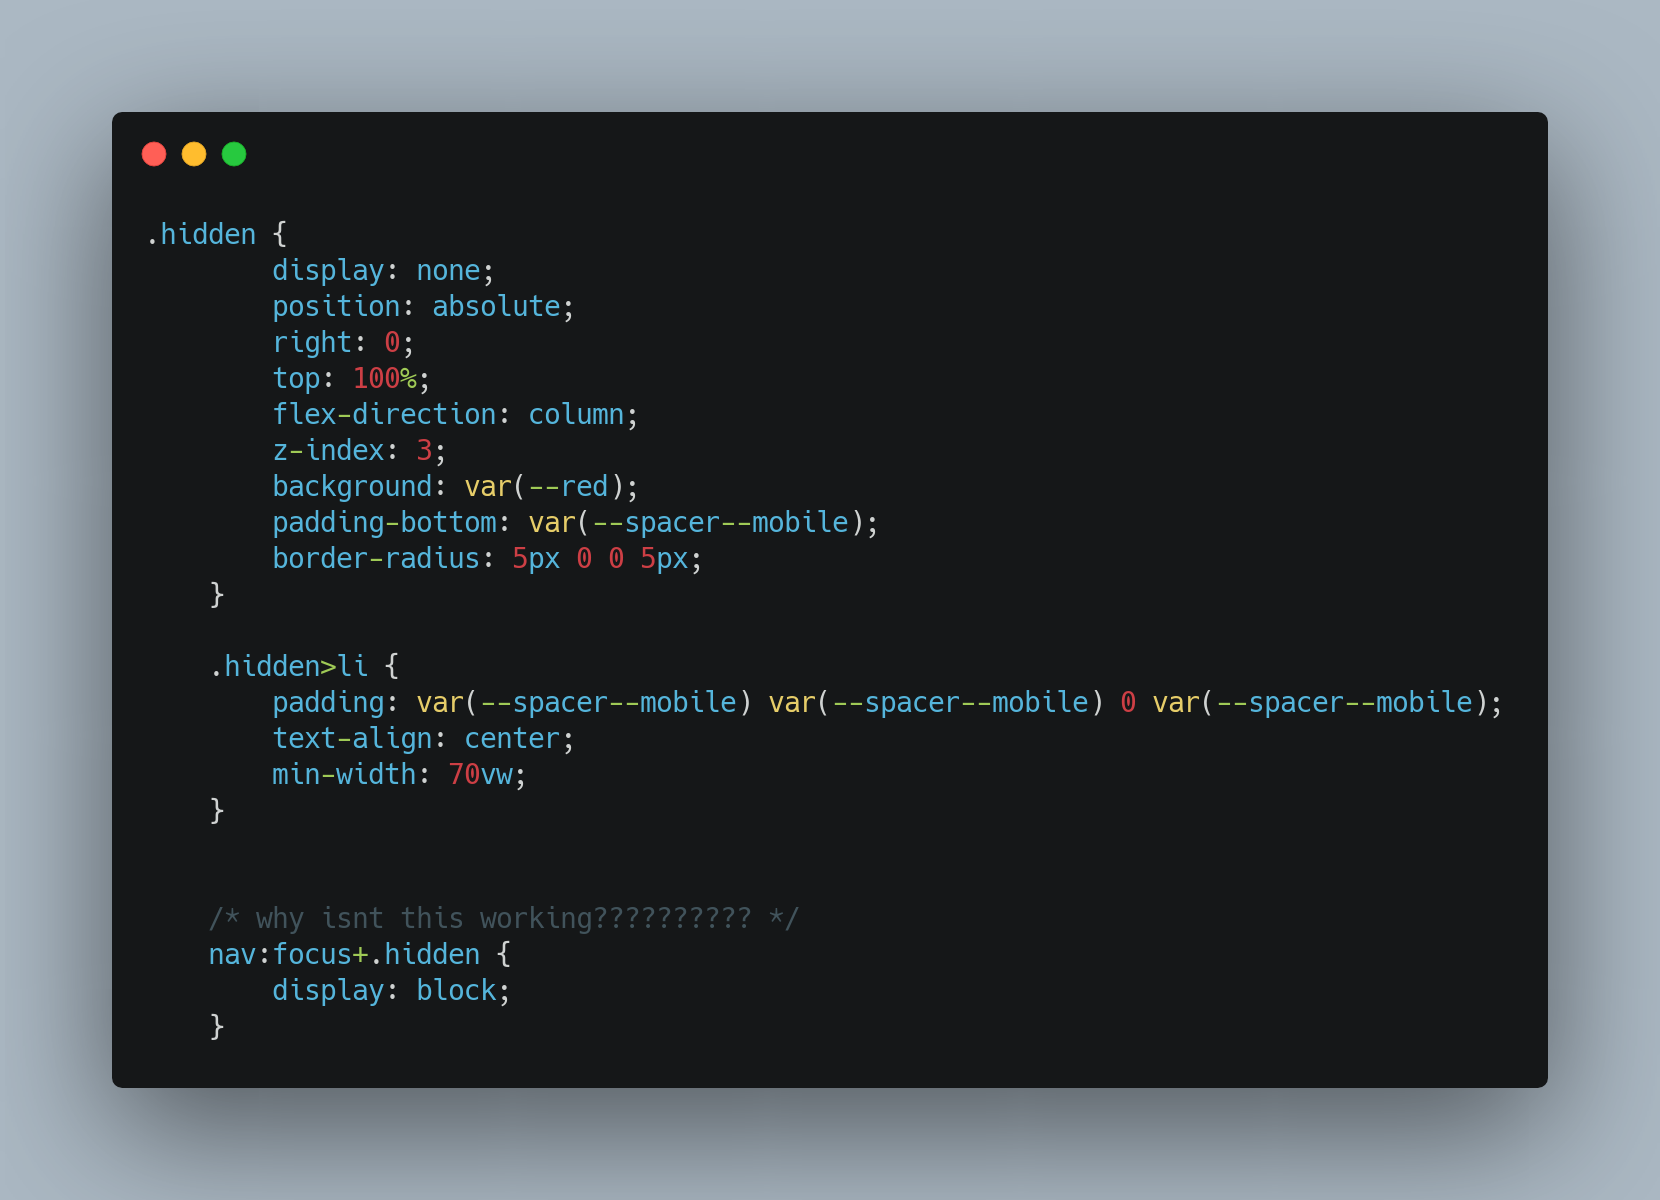 .hidden {
        display: none;
        position: absolute;
        right: 0;
        top: 100%;
        flex-direction: column;
        z-index: 3;
        background: var(--red);
        padding-bottom: var(--spacer--mobile);
        border-radius: 5px 0 0 5px;
    }
    .hidden>li {
        padding: var(--spacer--mobile) var(--spacer--mobile) 0 var(--spacer--mobile);
        text-align: center;
        min-width: 70vw;
    }
    /* why isnt this working?????????? */
    nav:focus+.hidden {
        display: block;
    }